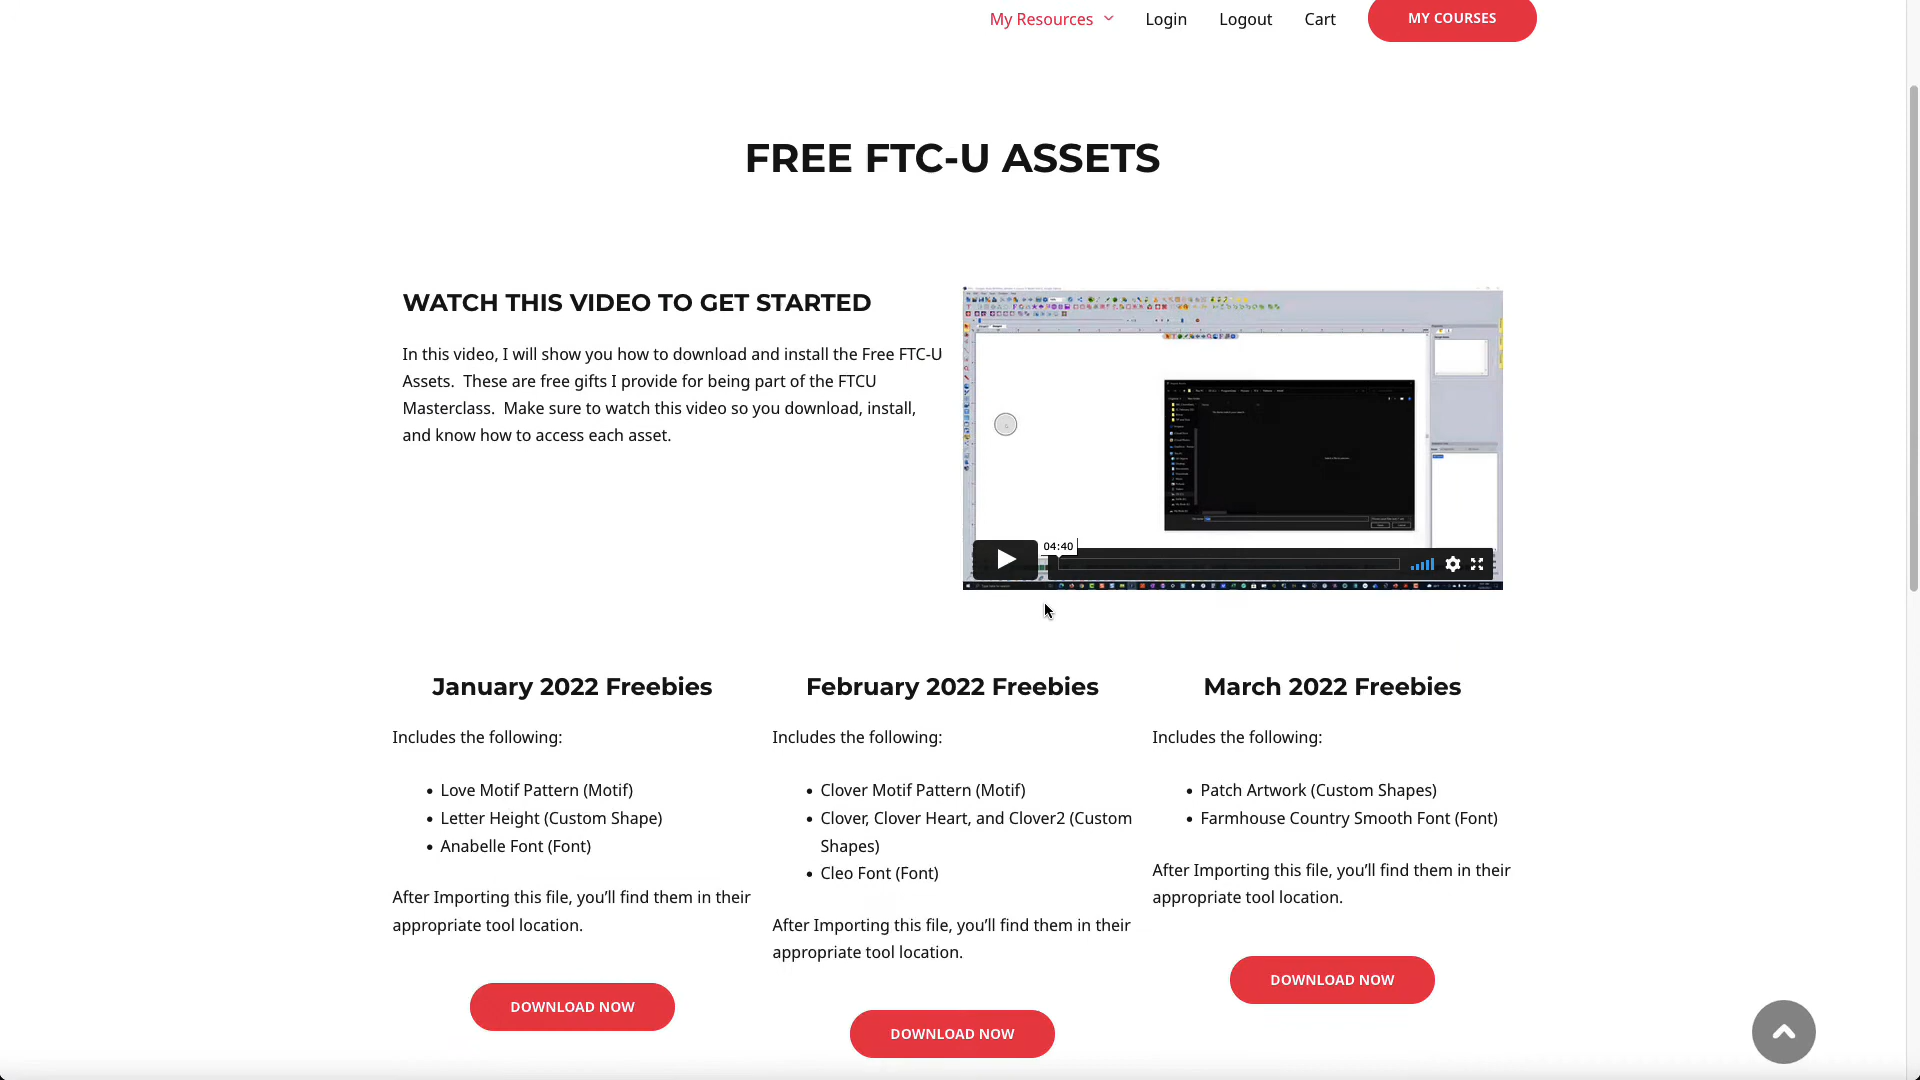 My Resources Login Logout Cart MY COURSES
FREE FTC-U ASSETS
WATCH THIS VIDEO TO GET STARTED
In this video, I will show you how to download and install the Free FTC-U
Assets.  These are free gifts I provide for being part of the FTCU
Masterclass.  Make sure to watch this video so you download, install,
and know how to access each asset.
04:40
January 2022 Freebies
Includes the following:
• Love Motif Pattern (Motif)
• Letter Height (Custom Shape)
• Anabelle Font (Font)
After Importing this file, you’ll find them in their
appropriate tool location.
DOWNLOAD NOW
February 2022 Freebies
Includes the following:
• Clover Motif Pattern (Motif)
• Clover, Clover Heart, and Clover2 (Custom
Shapes)
• Cleo Font (Font)
After Importing this file, you’ll find them in their
appropriate tool location.
DOWNLOAD NOW
March 2022 Freebies
Includes the following:
• Patch Artwork (Custom Shapes)
• Farmhouse Country Smooth Font (Font)
After Importing this file, you’ll find them in their
appropriate tool location.
DOWNLOAD NOW